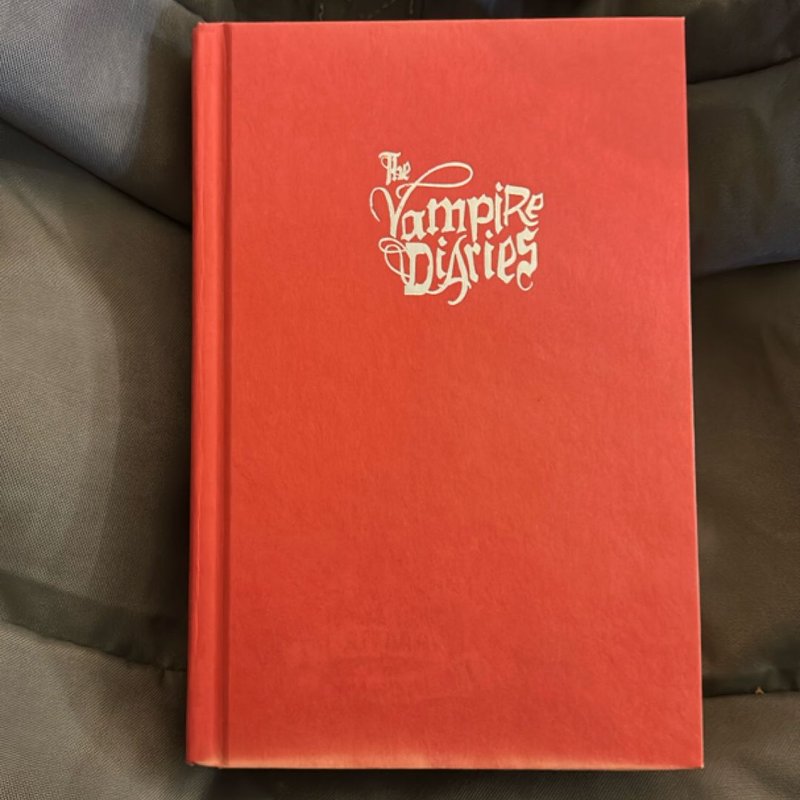 The
VampiRe
DiAries